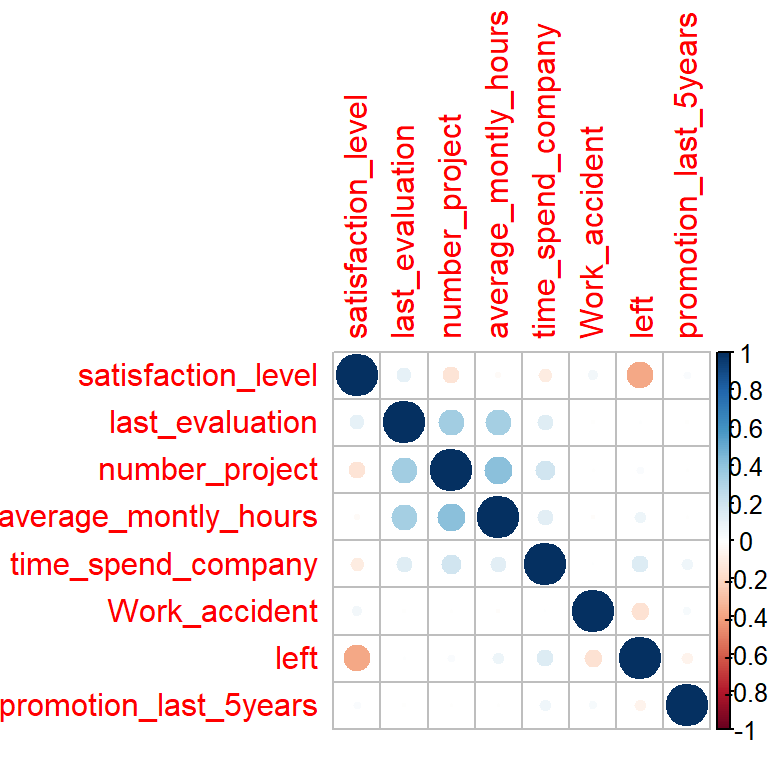 satisfaction_level
last_evaluation
number_project
average_montly_hours
time_spend_company
Work_accident
left
promotion_last_5years
satisfaction_level
last_evaluation
number_project
average_montly_hours
time_spend_company
Work_accident
left
promotion_last_5years
1
0.8
0.6
0.4
0.2
0
-0.2
-0.4
-0.6
-0.8
-1